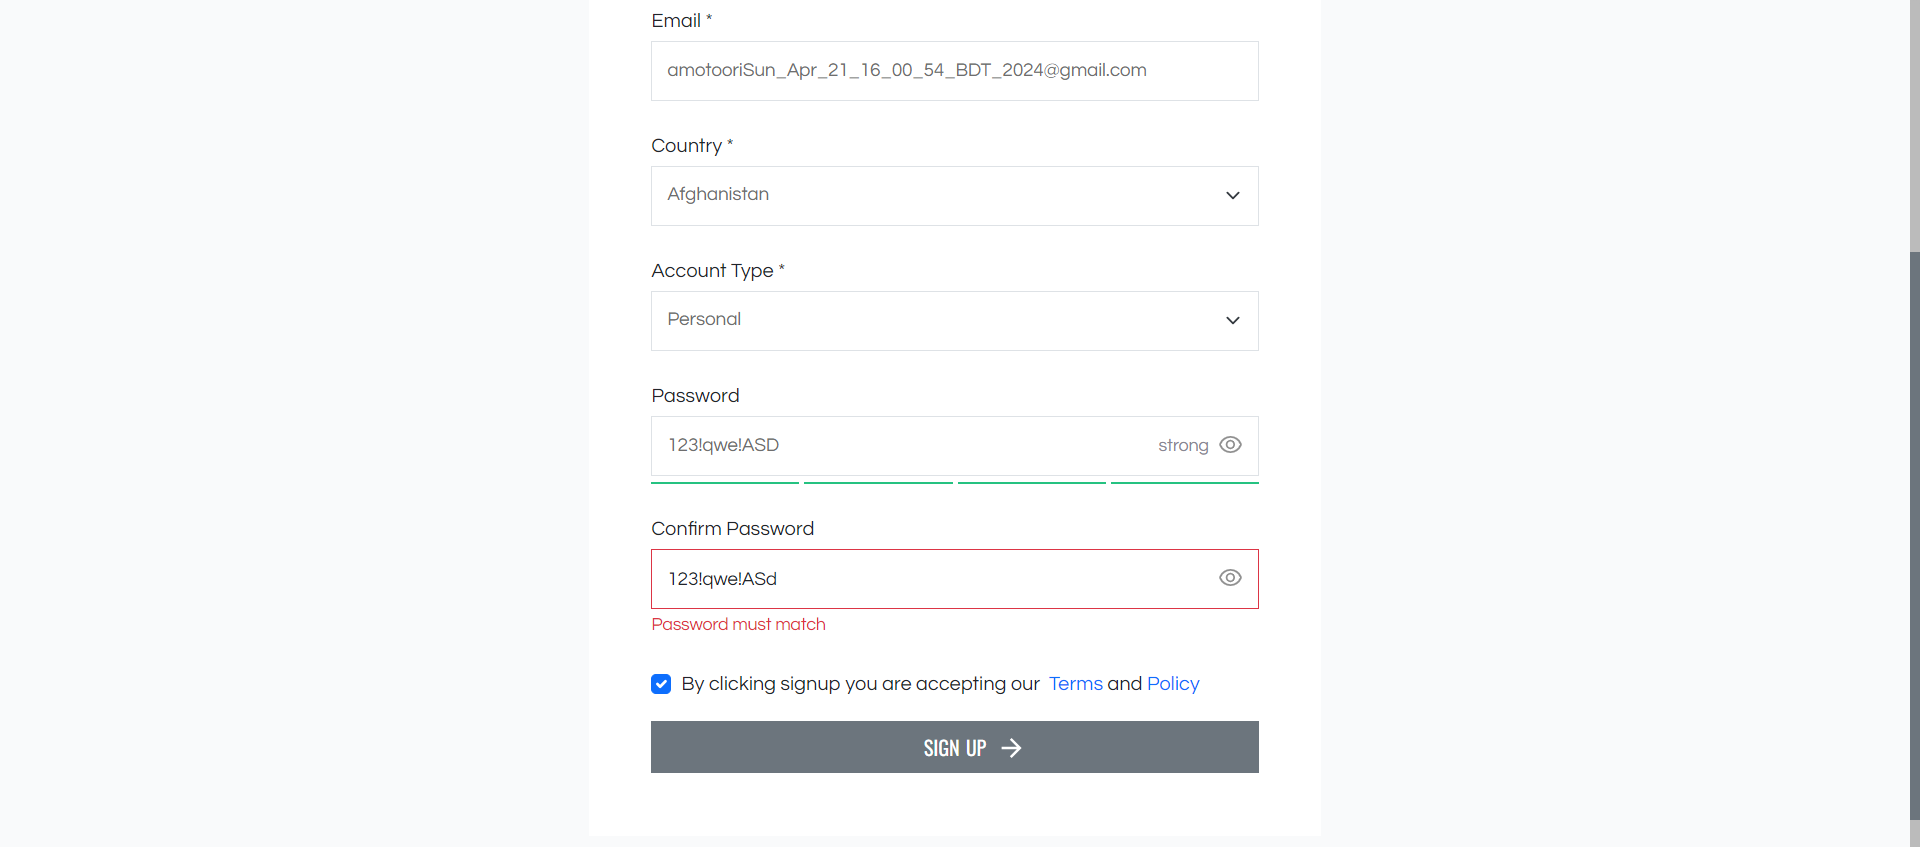 Email *
amotooriSun_Apr_21_16_00_54_BDT_2024@gmail.com
Country *
Afghanistan
Account Type *
Personal
Password
123!qwe!ASD strong
Confirm Password
123!qwe!ASd
Password must match
By clicking signup you are accepting our Terms and Policy
SIGN UP